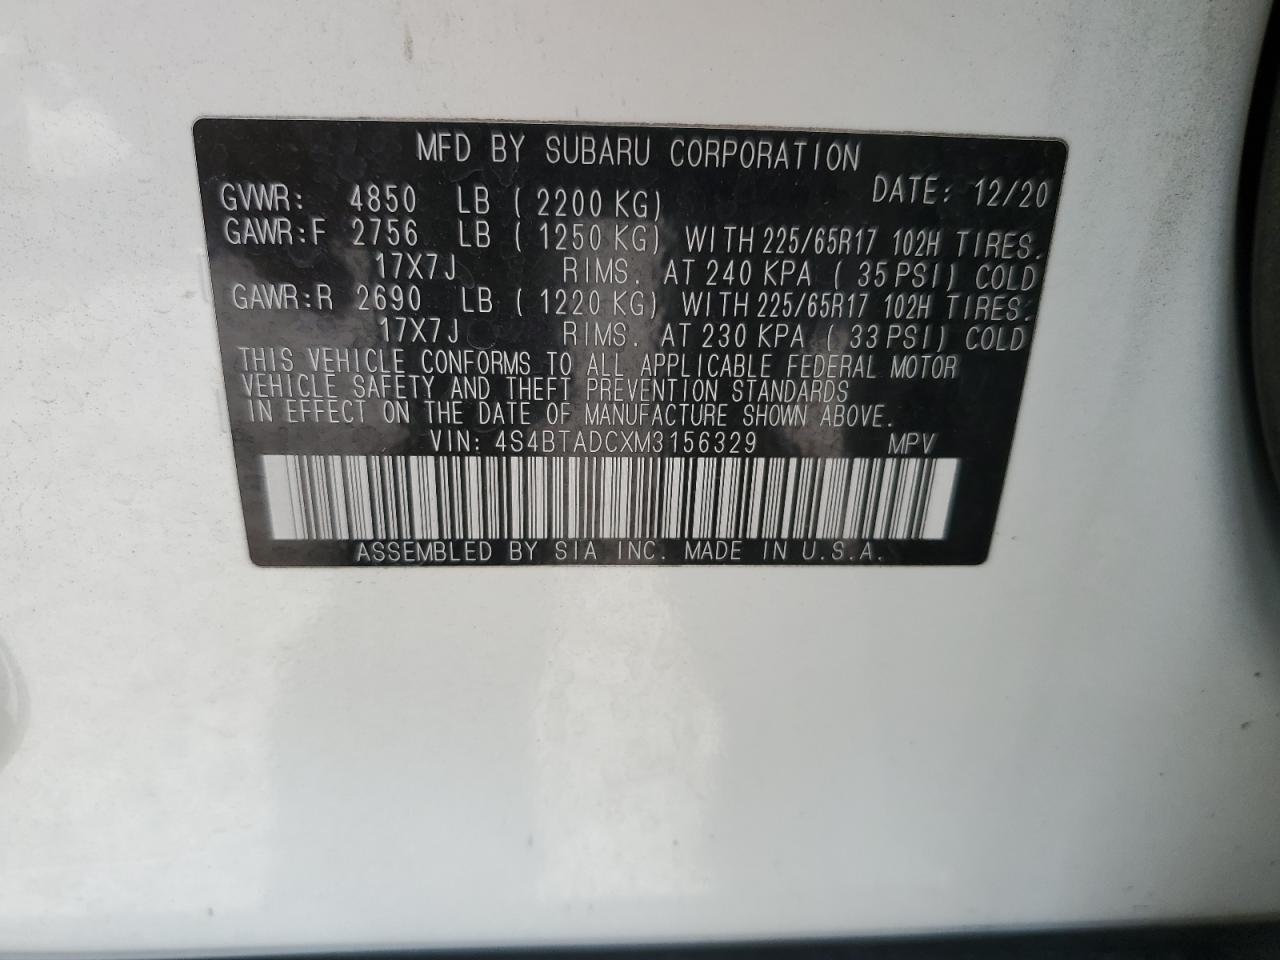 MFD BY SUBARU CORPORATION
DATE: 12/20
GVWR: 4850 LB ( 2200 KG)
GAWR:F 2756 LB ( 1250 KG) WITH 225/65R17 102H TIRES.
17X7J RIMS. AT 240 KPA ( 35 PSI) COLD
GAWR:R 2690 LB ( 1220 KG) WITH 225/65R17 102H TIRES.
17X7J RIMS. AT 230 KPA ( 33 PSI) COLD
THIS VEHICLE CONFORMS TO ALL APPLICABLE FEDERAL MOTOR
VEHICLE SAFETY AND THEFT PREVENTION STANDARDS
IN EFFECT ON THE DATE OF MANUFACTURE SHOWN ABOVE.
VIN: 4S4BTADCXM3156329 MPV
ASSEMBLED BY SIA INC. MADE IN U.S.A.